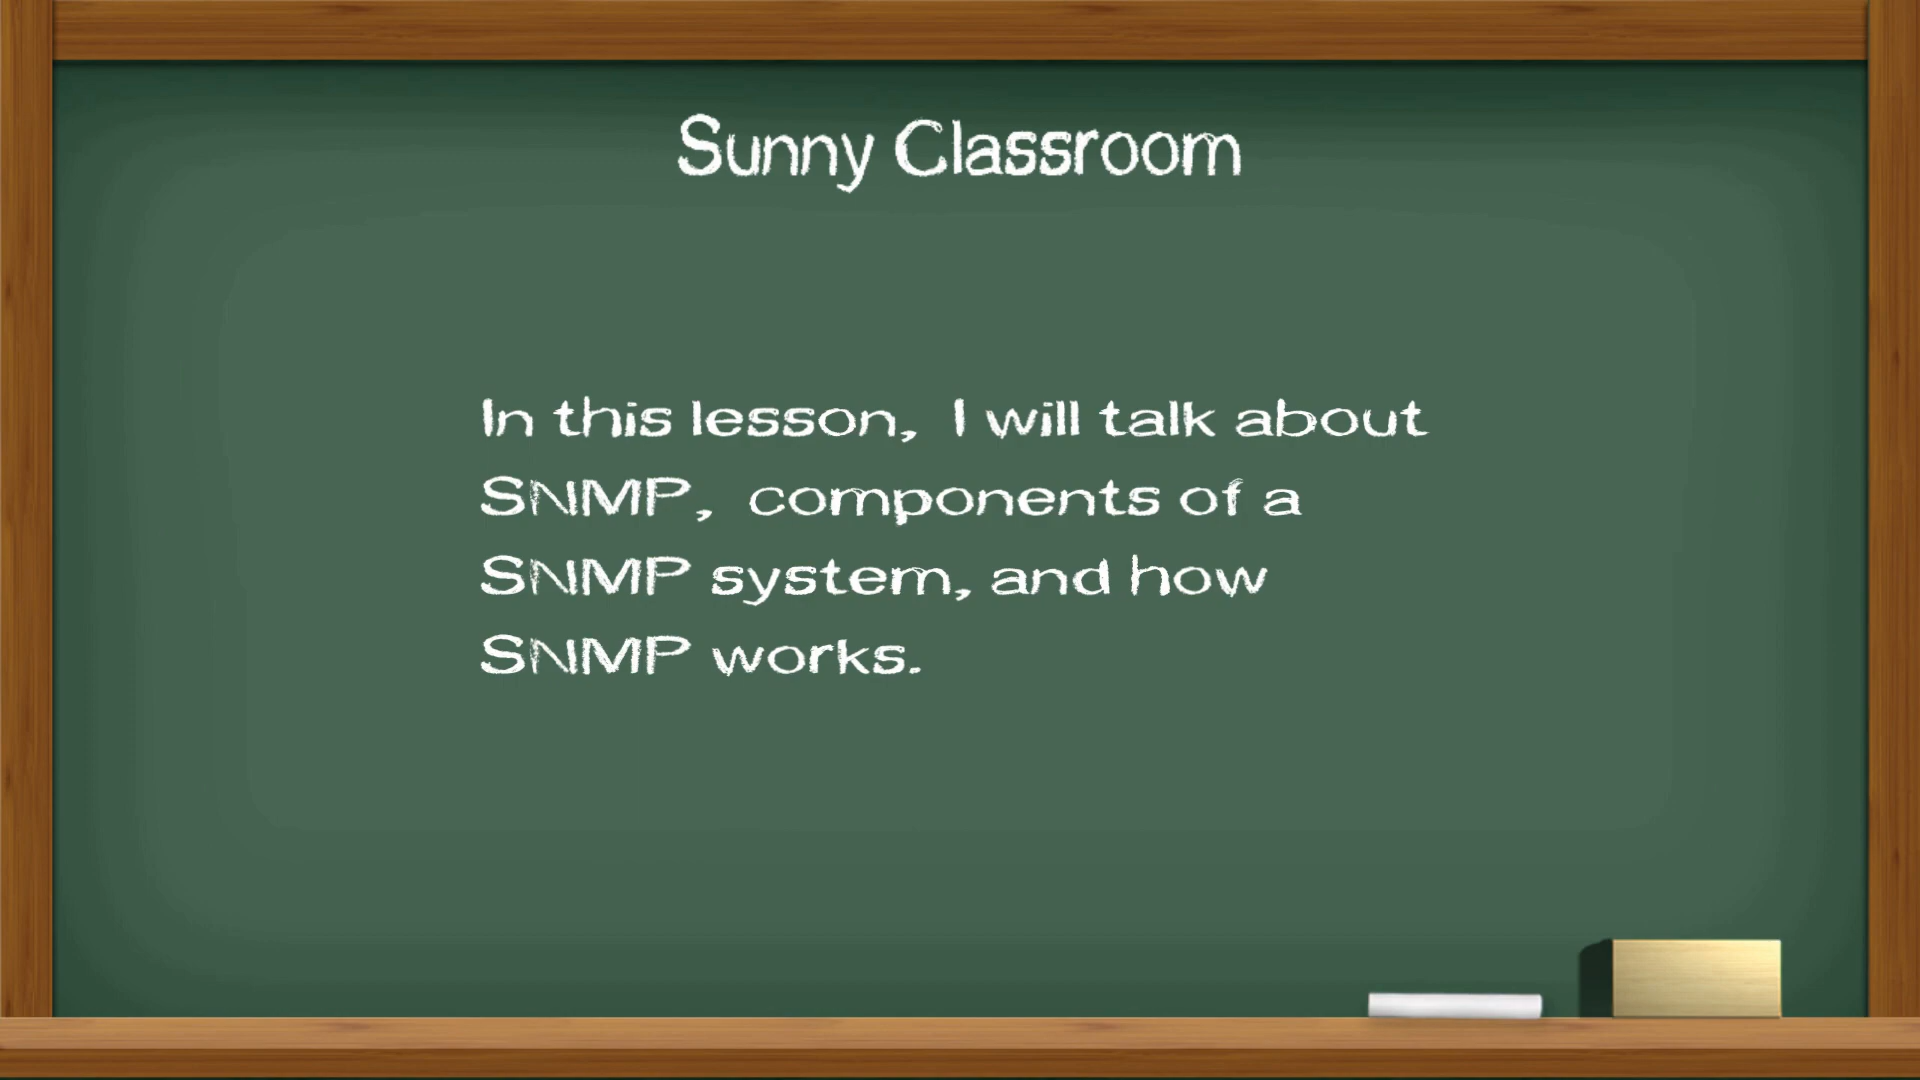 Sunny Classroom
In this lesson, I will talk about
SNMP, components of a
SNMP system, and how
SNMP works.